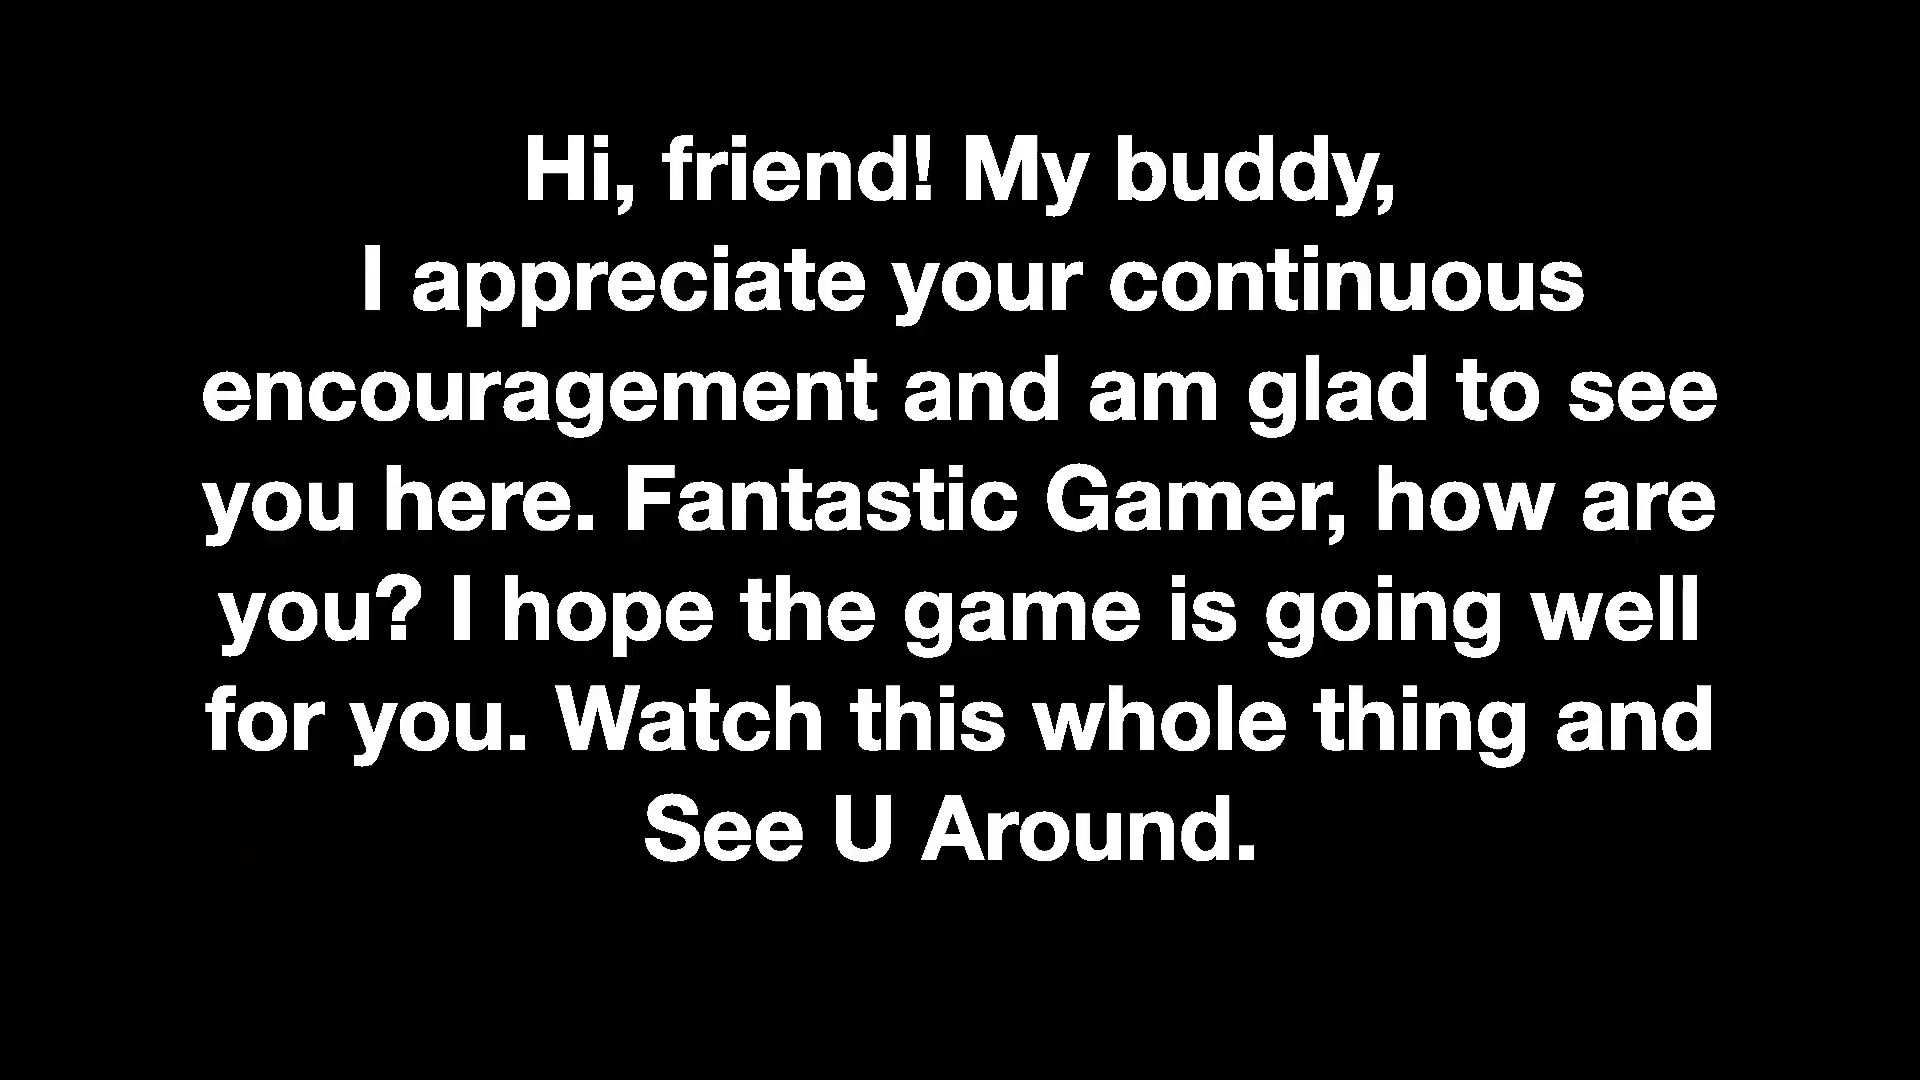 Hi, friend! My buddy,
I appreciate your continuous
encouragement and am glad to see
you here. Fantastic Gamer, how are
you? I hope the game is going well
for you. Watch this whole thing and
See U Around.